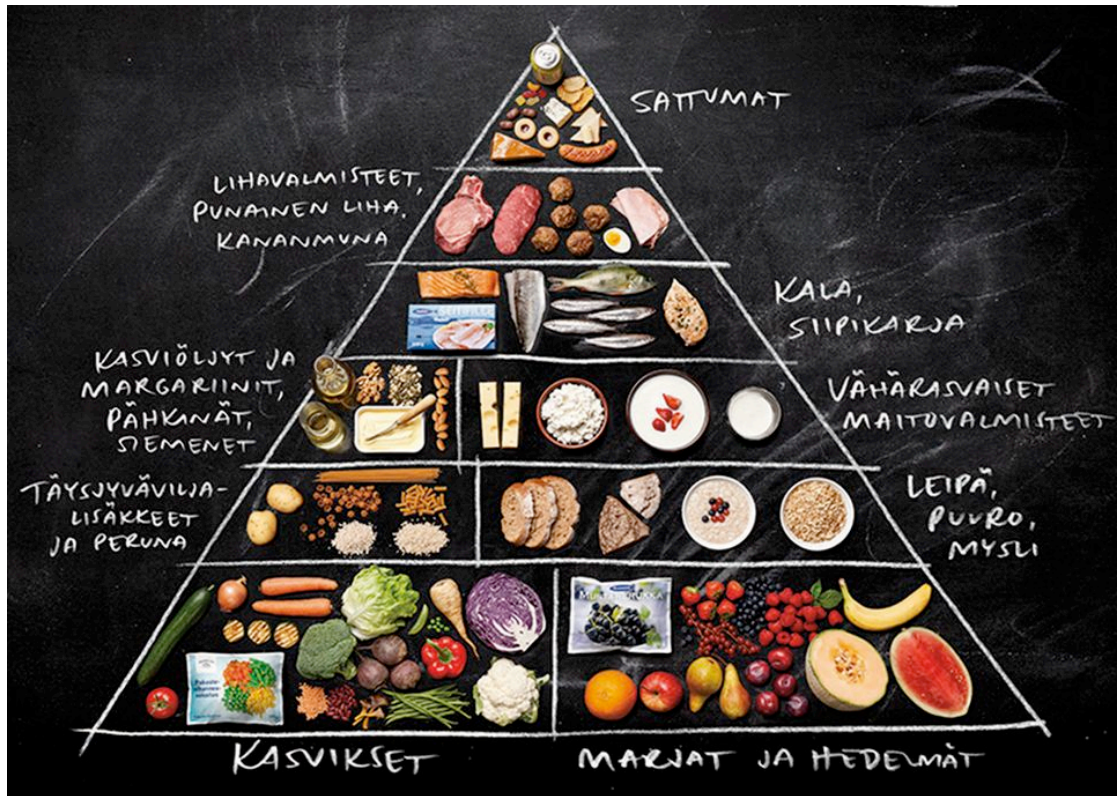 SATTUMAT
LIHAVALMISTEET,
PUNAINEN LIHA,
KANANMUNA
KALA,
SIIPIKARJA
KASVIÖLJYT JA
MARGARIINIT,
PÄHKINÄT,
SIEMENET
VÄHÄRASVAISET
MAITOVALMISTEET
TÄYSJYVÄVILJA-
LISÄKKEET
JA PERUNA
LEIPÄ,
PUURO,
MYSLI
KASVIKSET
MARJAT JA HEDELMÄT